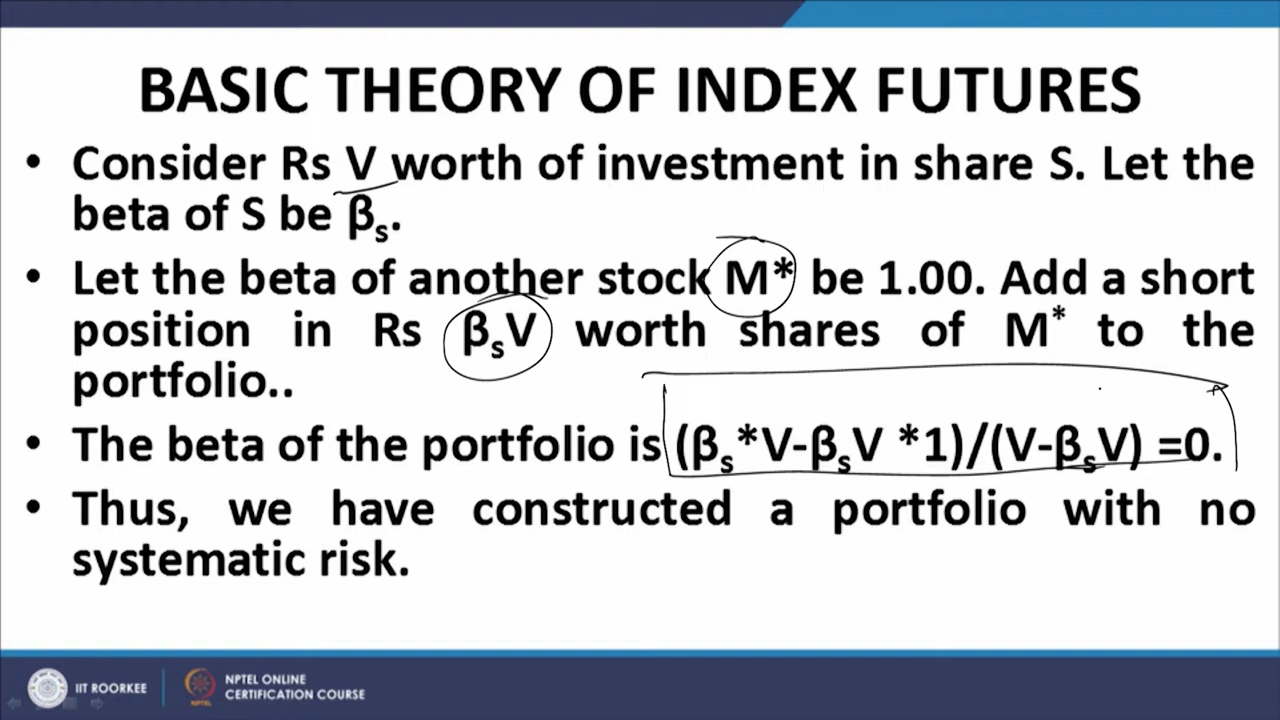 BASIC THEORY OF INDEX FUTURES
• Consider Rs V worth of investment in share S. Let the
beta of S be βs.
• Let the beta of another stock M* be 1.00. Add a short
position in Rs βsV worth shares of M* to the
portfolio..
• The beta of the portfolio is (βs*V-βsV *1)/(V-βsV) =0.
• Thus, we have constructed a portfolio with no
systematic risk.
IIT ROORKEE
NPTEL
NPTEL ONLINE
CERTIFICATION COURSE